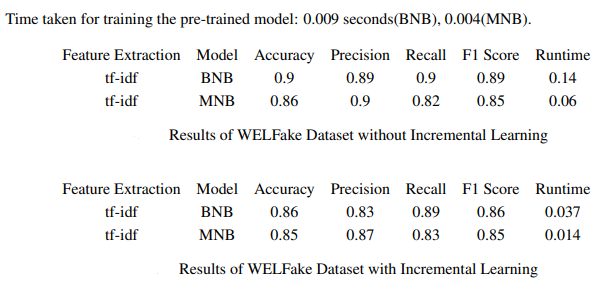 Time taken for training the pre-trained model: 0.009 seconds(BNB), 0.004(MNB).
Feature Extraction Model Accuracy Precision Recall F1 Score Runtime
tf-idf BNB 0.9 0.89 0.9 0.89 0.14
tf-idf MNB 0.86 0.9 0.82 0.85 0.06
Results of WELFake Dataset without Incremental Learning
Feature Extraction Model Accuracy Precision Recall F1 Score Runtime
tf-idf BNB 0.86 0.83 0.89 0.86 0.037
tf-idf MNB 0.85 0.87 0.83 0.85 0.014
Results of WELFake Dataset with Incremental Learning